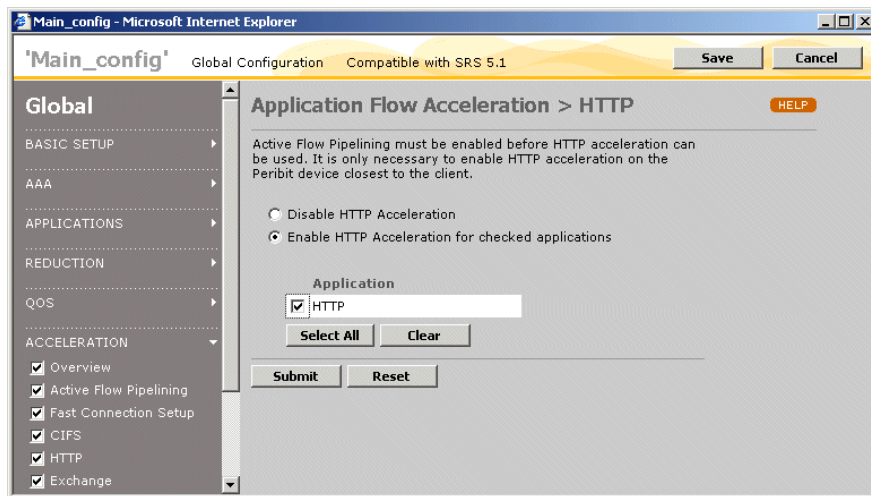 Main_config - Microsoft Internet Explorer
'Main_config' Global Configuration Compatible with SRS 5.1 Save Cancel
Global
BASIC SETUP
AAA
APPLICATIONS
REDUCTION
QOS
ACCELERATION
Overview
Active Flow Pipelining
Fast Connection Setup
CIFS
HTTP
Exchange
Application Flow Acceleration > HTTP HELP
Active Flow Pipelining must be enabled before HTTP acceleration can
be used. It is only necessary to enable HTTP acceleration on the
Peribit device closest to the client.
Disable HTTP Acceleration
Enable HTTP Acceleration for checked applications
Application
HTTP
Select All Clear
Submit Reset